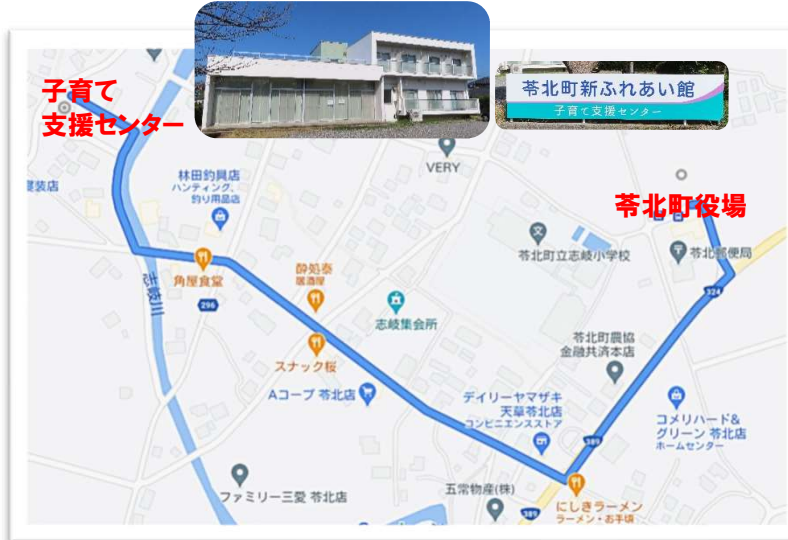 子育て
支援センター
苓北町新ふれあい館
子育て支援センター
VERY
林田釣具店
ハンティング、
釣り用品店
苓北町役場
苓北町立志岐小学校
苓北郵便局
324
角屋食堂
296
志岐川
酔処泰
居酒屋
志岐集会所
スナック桜
苓北町農協
金融共済本店
Aコープ 苓北店
デイリーヤマザキ
天草苓北店
コンビニエンスストア
コメリハード&
グリーン 苓北店
ホームセンター
389
ファミリー三愛 苓北店
五常物産(株)
389
にしきラーメン
ラーメン・お手頃